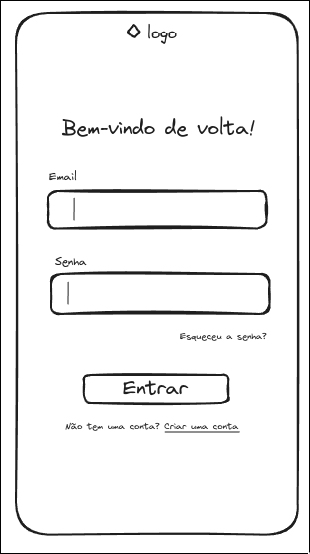 logo
Bem-vindo de volta!
Email
Senha
Esqueceu a senha?
Entrar
Não tem uma conta? Criar uma conta